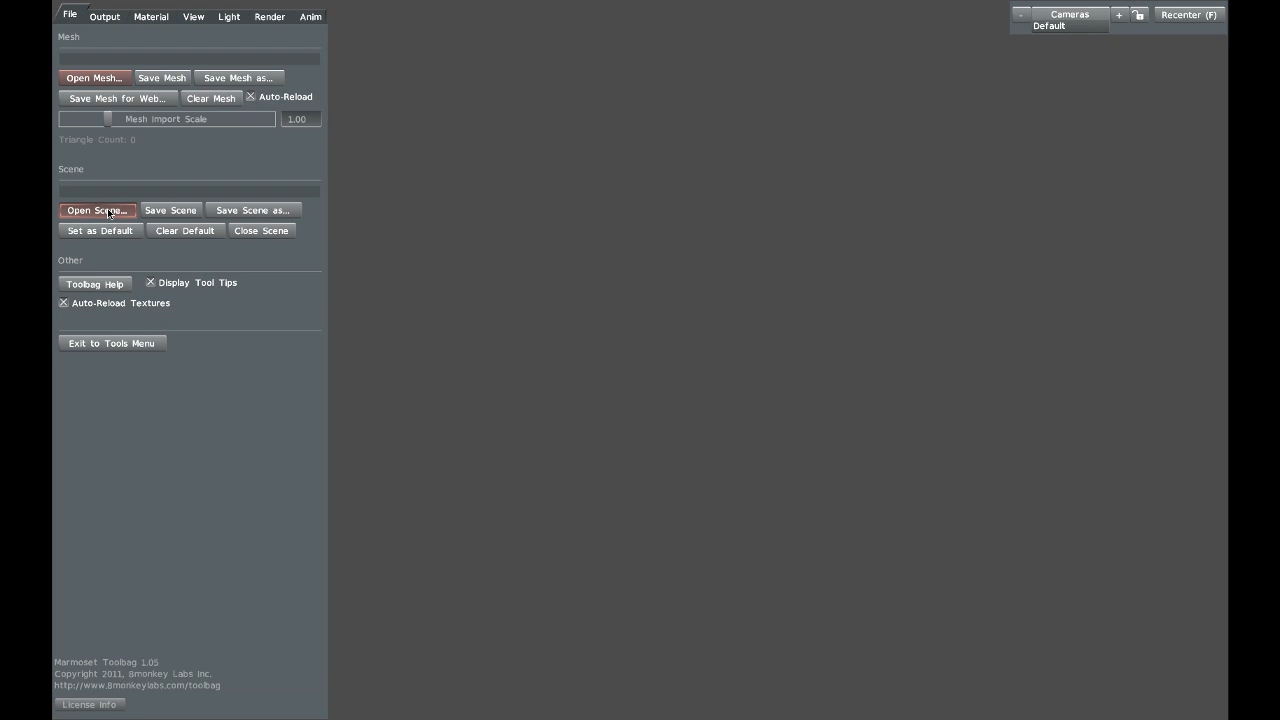 File Output Material View Light Render Anim
- Cameras + Recenter (F)
Default
Mesh
Open Mesh... Save Mesh Save Mesh as...
Save Mesh for Web... Clear Mesh Auto-Reload
Mesh Import Scale 1.00
Triangle Count: 0
Scene
Open Scene... Save Scene Save Scene as...
Set as Default Clear Default Close Scene
Other
Toolbag Help Display Tool Tips
Auto-Reload Textures
Exit to Tools Menu
Marmoset Toolbag 1.05
Copyright 2011, 8monkey Labs Inc.
http://www.8monkeylabs.com/toolbag
License Info